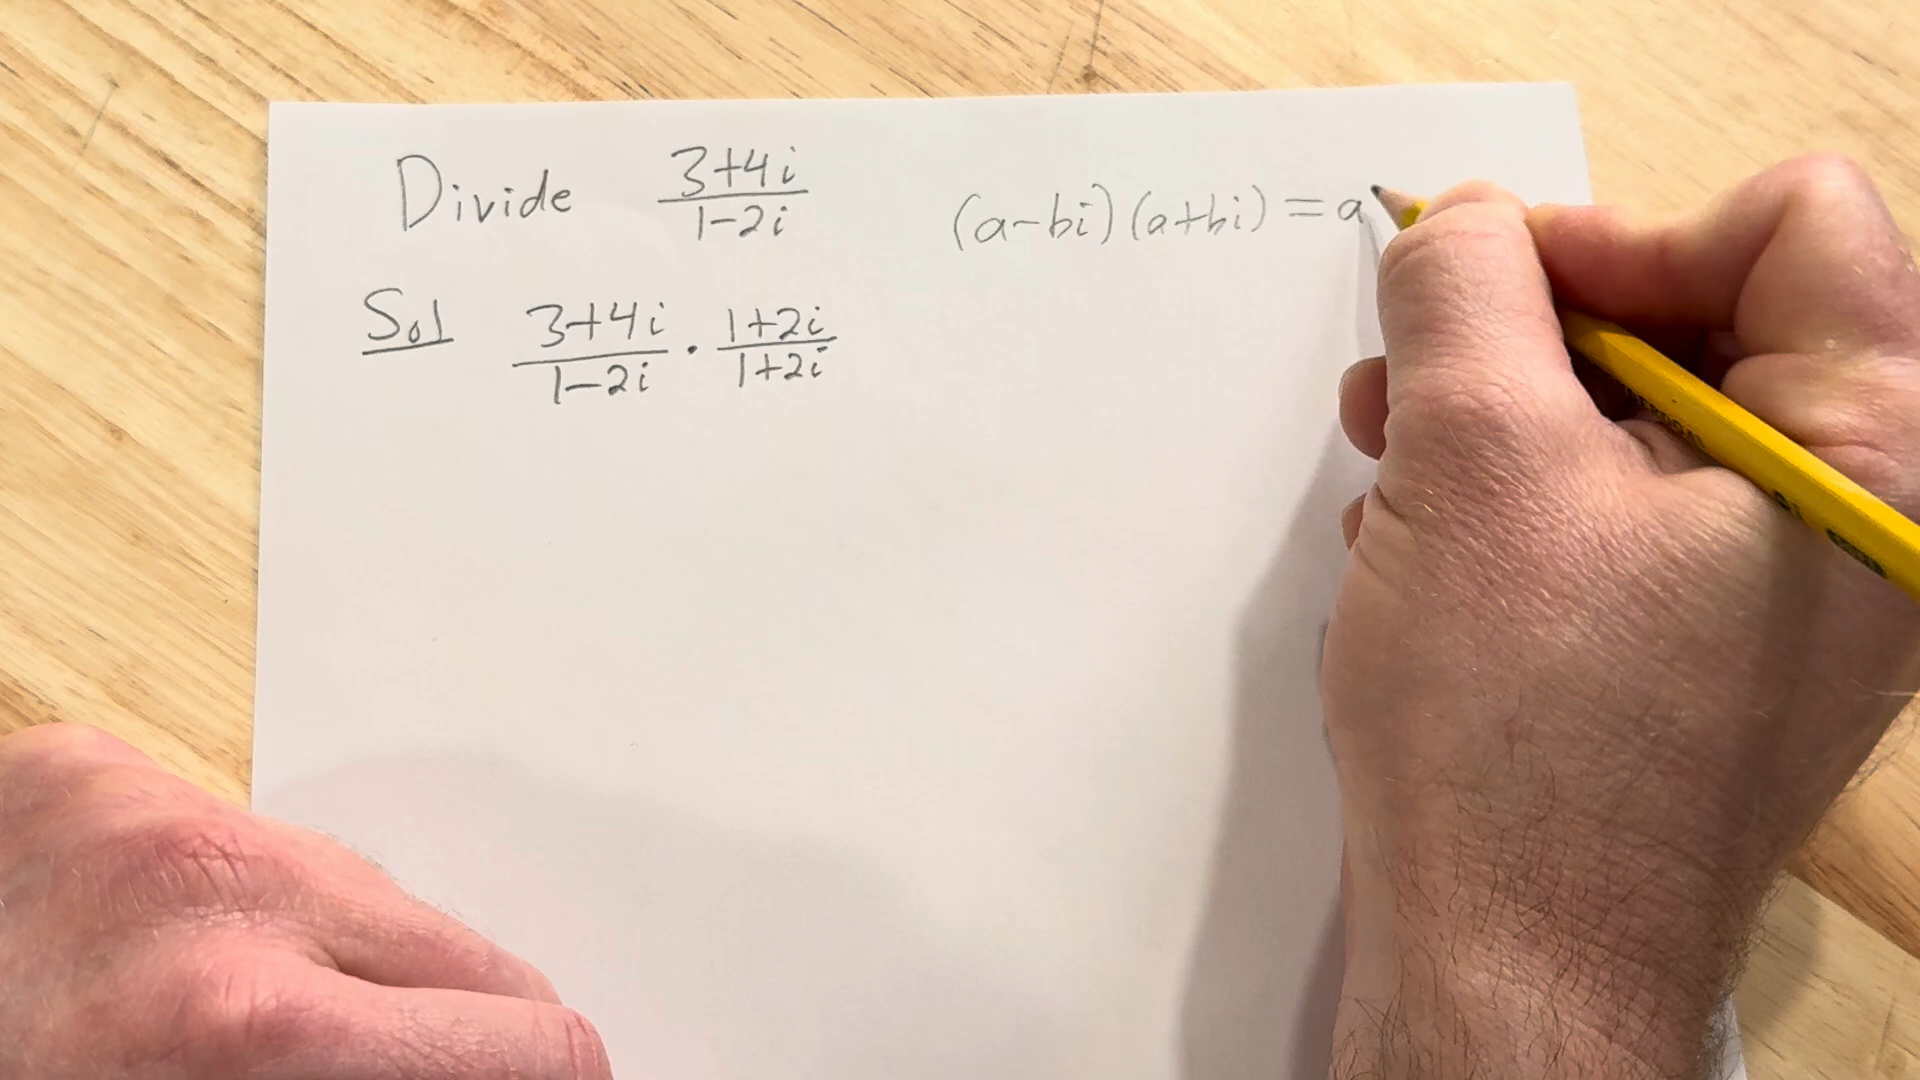 Divide (3+4i)/(1-2i)
(a-bi)(a+bi) = a
Sol (3+4i)/(1-2i) · (1+2i)/(1+2i)